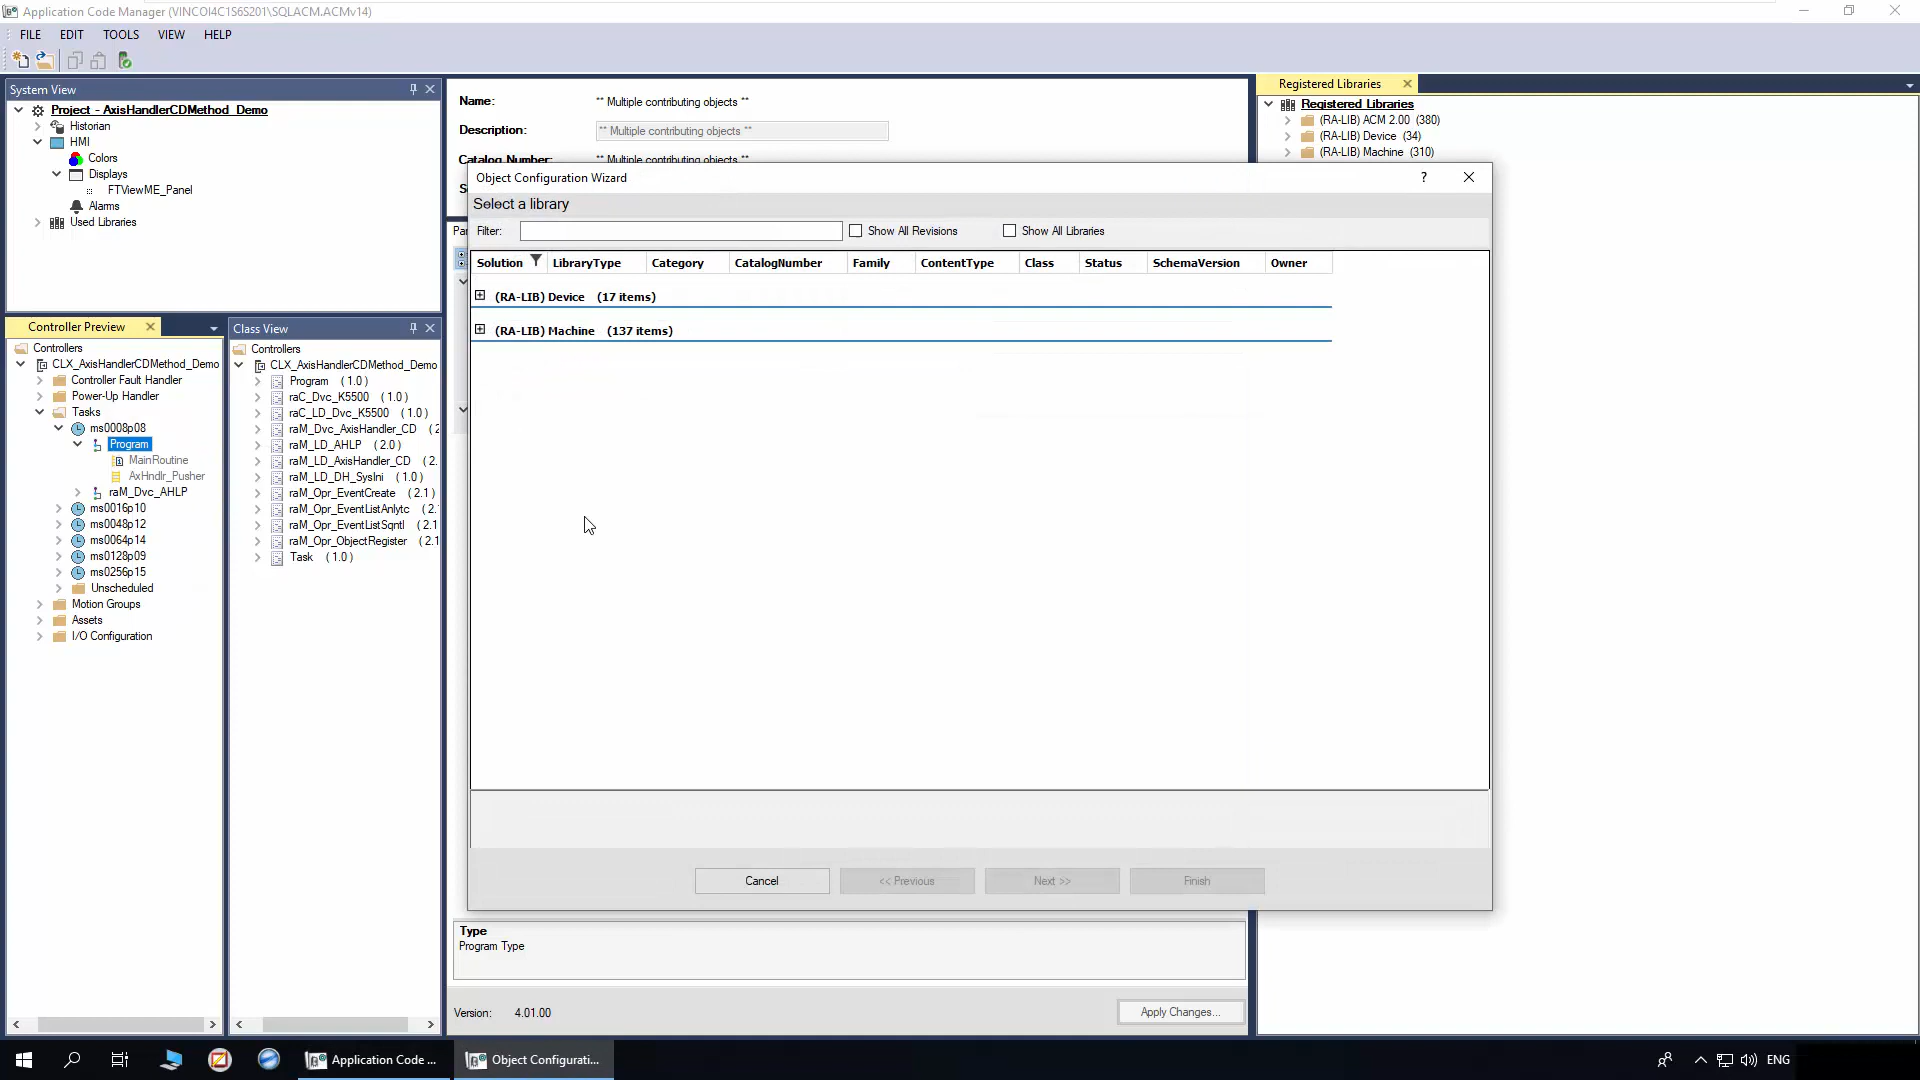 Application Code Manager (VINCOI4C1S6S201\SQLACM.ACMv14)
FILE EDIT TOOLS VIEW HELP
System View
Project - AxisHandlerCDMethod_Demo
Historian
HMI
Colors
Displays
FTViewME_Panel
Alarms
Used Libraries
Controller Preview
Controllers
CLX_AxisHandlerCDMethod_Demo
Controller Fault Handler
Power-Up Handler
Tasks
ms0008p08
Program
MainRoutine
AxHndlr_Pusher
raM_Dvc_AHLP
ms0016p10
ms0048p12
ms0064p14
ms0128p09
ms0256p15
Unscheduled
Motion Groups
Assets
I/O Configuration
Class View
Controllers
CLX_AxisHandlerCDMethod_Demo
Program (1.0)
raC_Dvc_K5500 (1.0)
raC_LD_Dvc_K5500 (1.0)
raM_Dvc_AxisHandler_CD (2
raM_LD_AHLP (2.0)
raM_LD_AxisHandler_CD (2.
raM_LD_DH_SysIni (1.0)
raM_Opr_EventCreate (2.1)
raM_Opr_EventListAnlytc (2.
raM_Opr_EventListSqntl (2.1
raM_Opr_ObjectRegister (2.1
Task (1.0)
Name: ** Multiple contributing objects **
Description: ** Multiple contributing objects **
Catalog Number: ** Multiple contributing objects **
S
Par
Object Configuration Wizard
?
Select a library
Filter: Show All Revisions Show All Libraries
Solution LibraryType Category CatalogNumber Family ContentType Class Status SchemaVersion Owner
(RA-LIB) Device (17 items)
(RA-LIB) Machine (137 items)
Cancel << Previous Next >> Finish
Type
Program Type
Version: 4.01.00
Apply Changes...
Registered Libraries
Registered Libraries
(RA-LIB) ACM 2.00 (380)
(RA-LIB) Device (34)
(RA-LIB) Machine (310)
Application Code ...
Object Configurati...
ENG